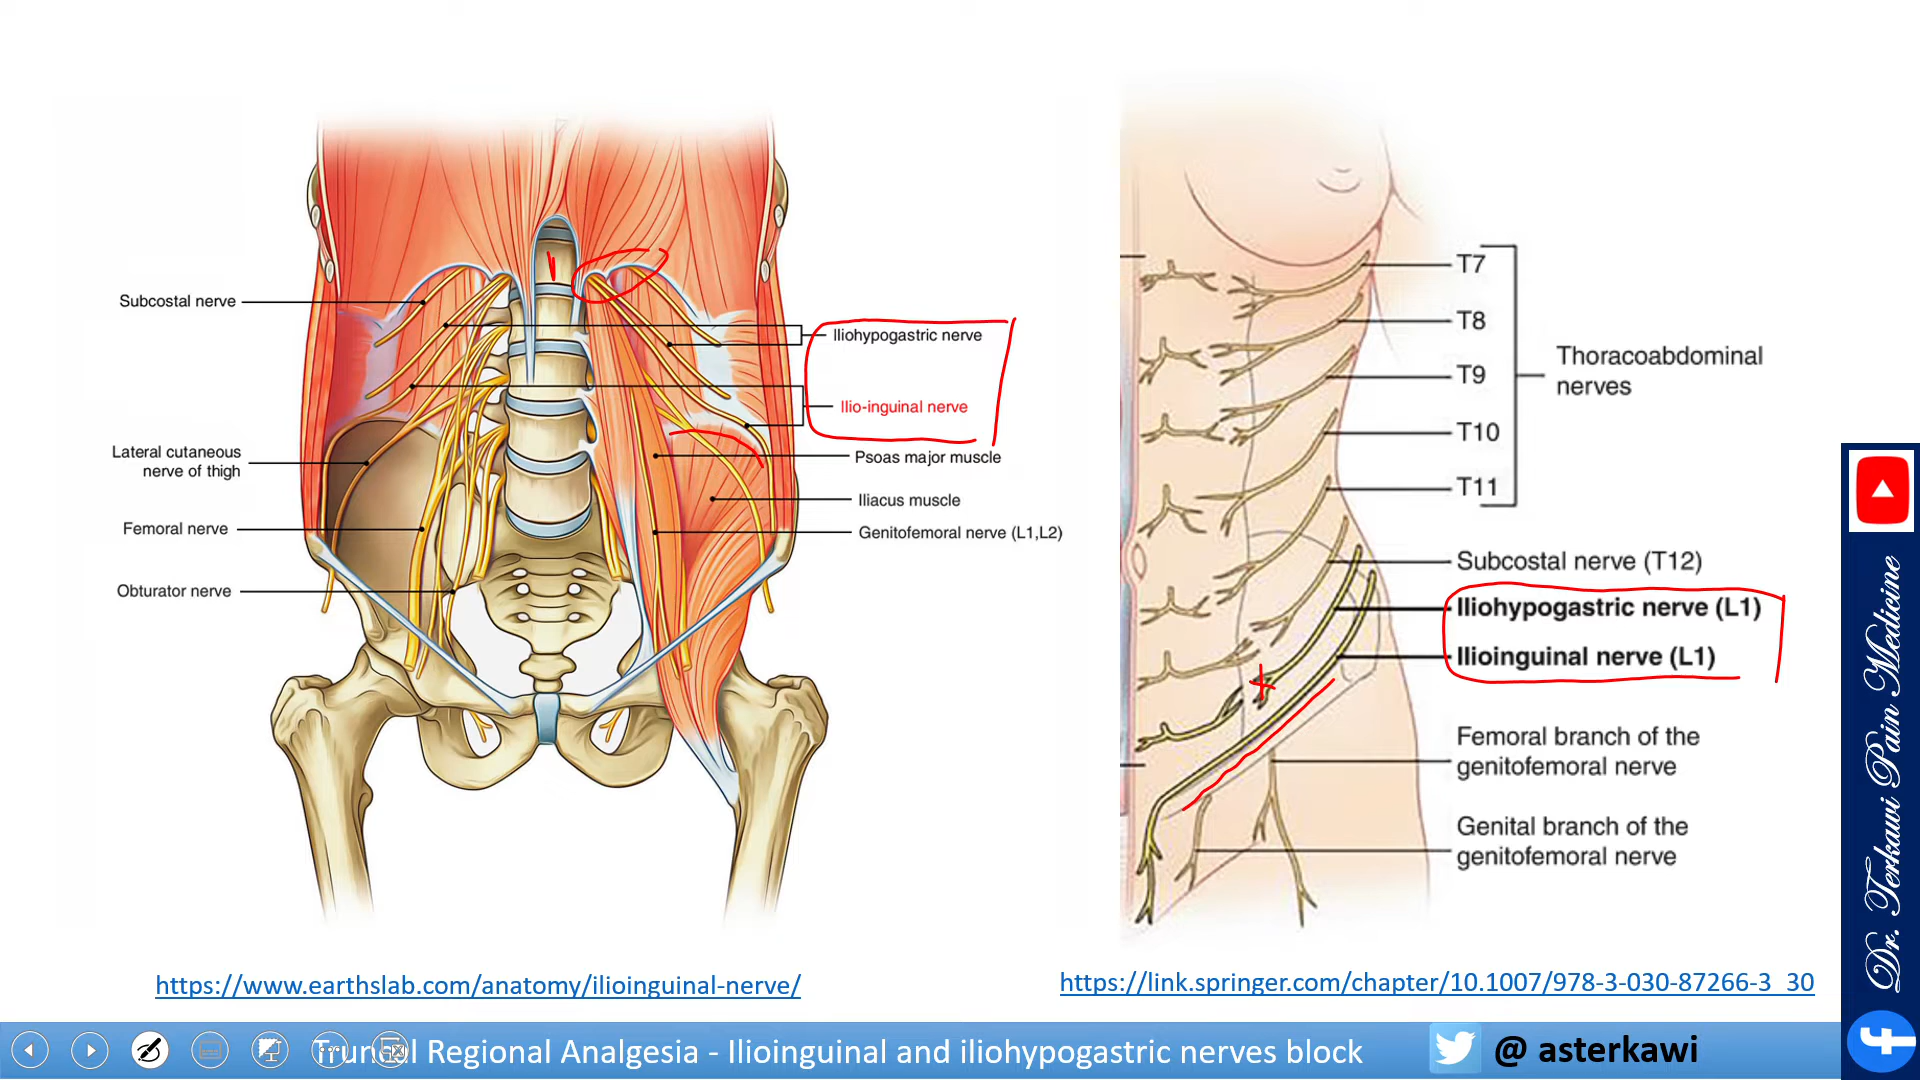 Subcostal nerve
Iliohypogastric nerve
Ilio-inguinal nerve
Lateral cutaneous
nerve of thigh
Psoas major muscle
Iliacus muscle
Femoral nerve
Genitofemoral nerve (L1,L2)
Obturator nerve
T7
T8
T9
T10
T11
Thoracoabdominal
nerves
Subcostal nerve (T12)
Iliohypogastric nerve (L1)
Ilioinguinal nerve (L1)
Femoral branch of the
genitofemoral nerve
Genital branch of the
genitofemoral nerve
https://www.earthslab.com/anatomy/ilioinguinal-nerve/
https://link.springer.com/chapter/10.1007/978-3-030-87266-3_30
Regional Analgesia - Ilioinguinal and iliohypogastric nerves block
@ asterkawi
Dr. Terkawi Pain Medicine